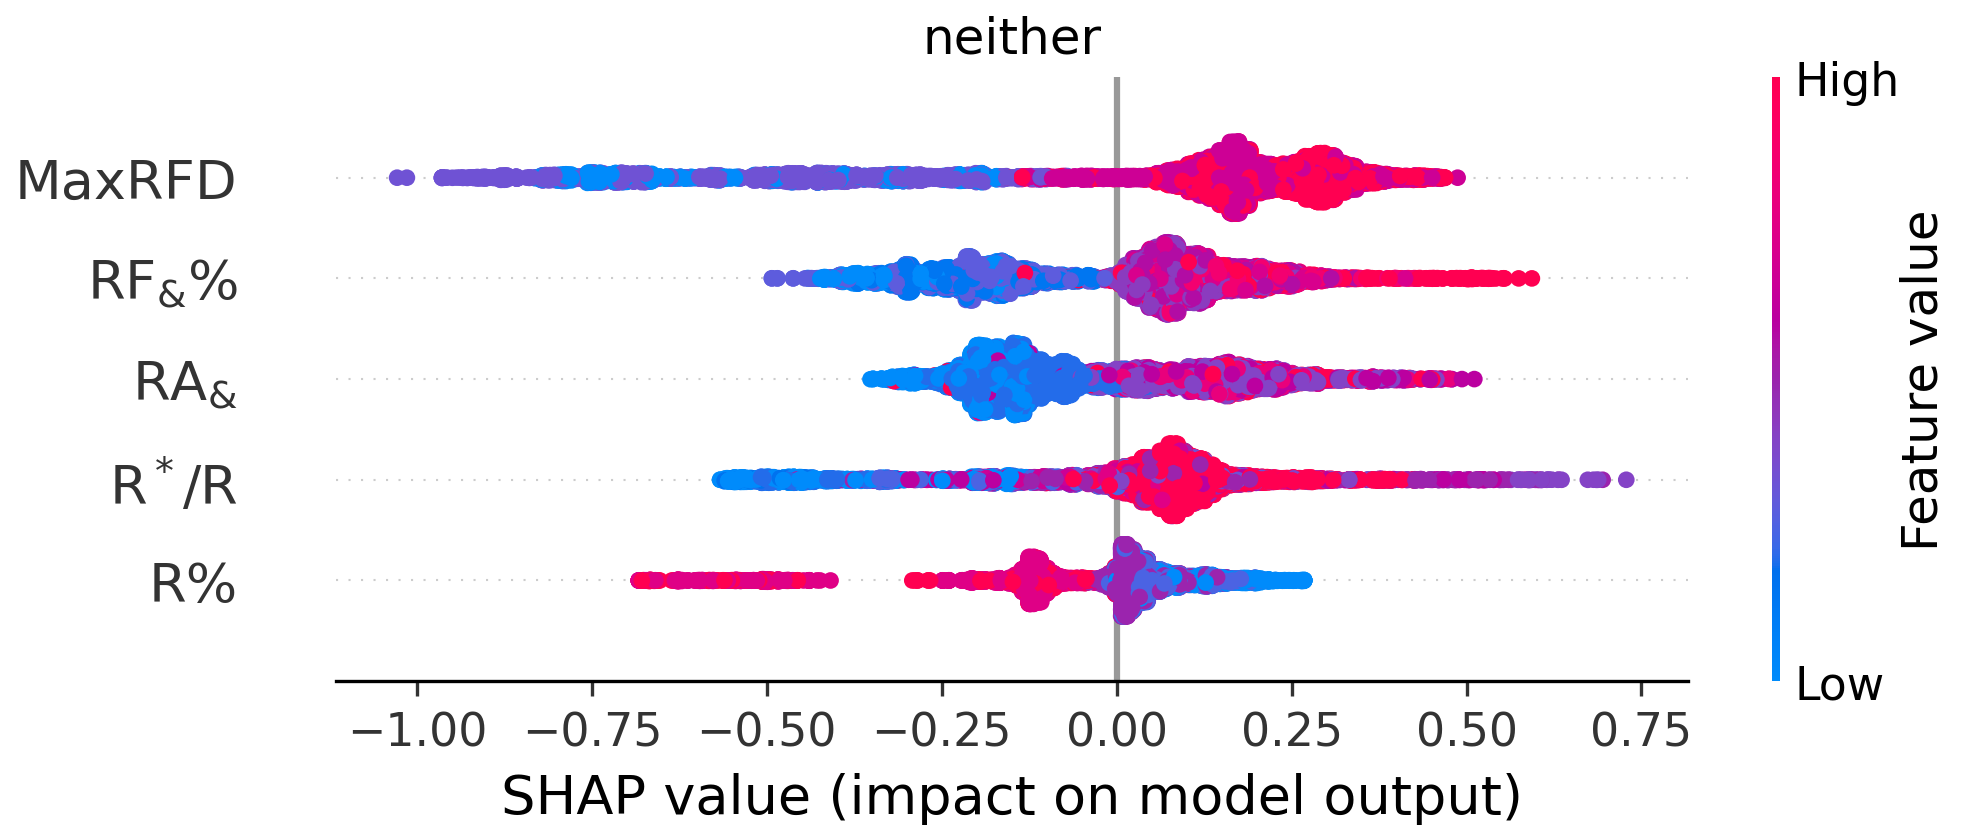 neither
High
MaxRFD
RF&%
RA&
R*/R
R%
Feature value
Low
−1.00 −0.75 −0.50 −0.25 0.00 0.25 0.50 0.75
SHAP value (impact on model output)